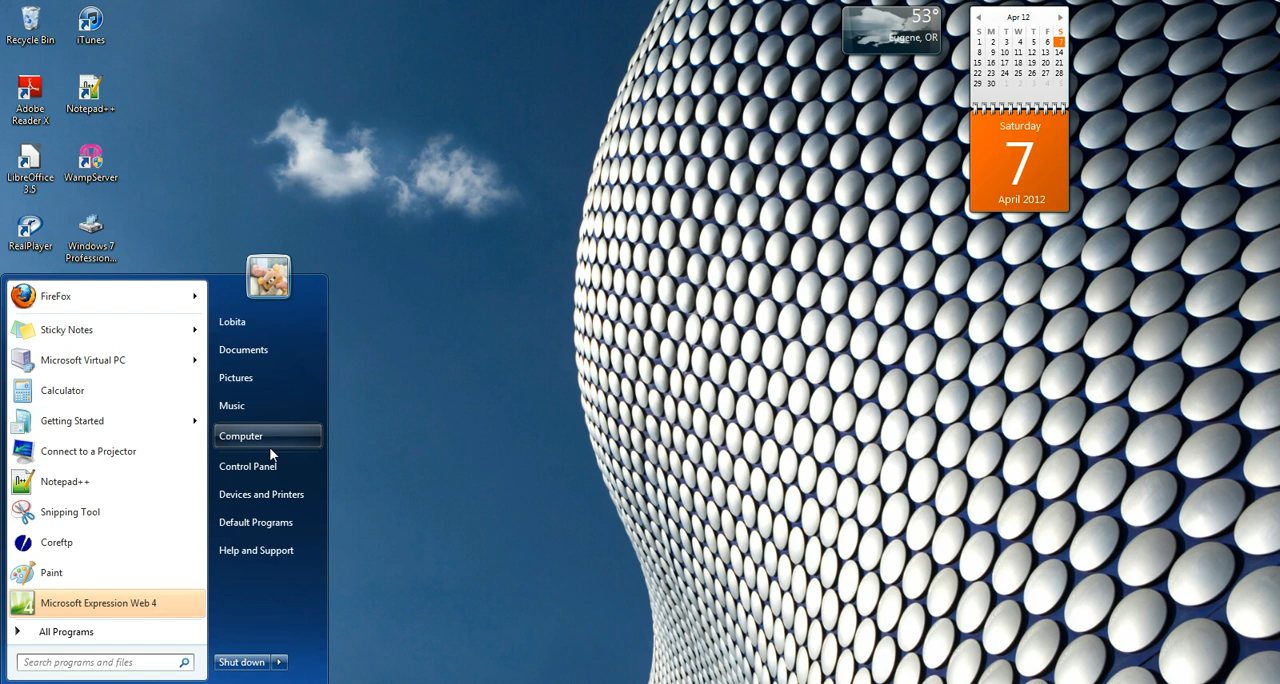 Recycle Bin
iTunes
Adobe
Reader X
Notepad++
LibreOffice
3.5
WampServer
RealPlayer
Windows 7
Profession...
53°
Eugene, OR
Apr 12
S M T W T F S
1 2 3 4 5 6 7
8 9 10 11 12 13 14
15 16 17 18 19 20 21
22 23 24 25 26 27 28
29 30 1 2 3 4 5
Saturday
7
April 2012
FireFox
Sticky Notes
Microsoft Virtual PC
Calculator
Getting Started
Connect to a Projector
Notepad++
Snipping Tool
Coreftp
Paint
Microsoft Expression Web 4
All Programs
Search programs and files
Lobita
Documents
Pictures
Music
Computer
Control Panel
Devices and Printers
Default Programs
Help and Support
Shut down